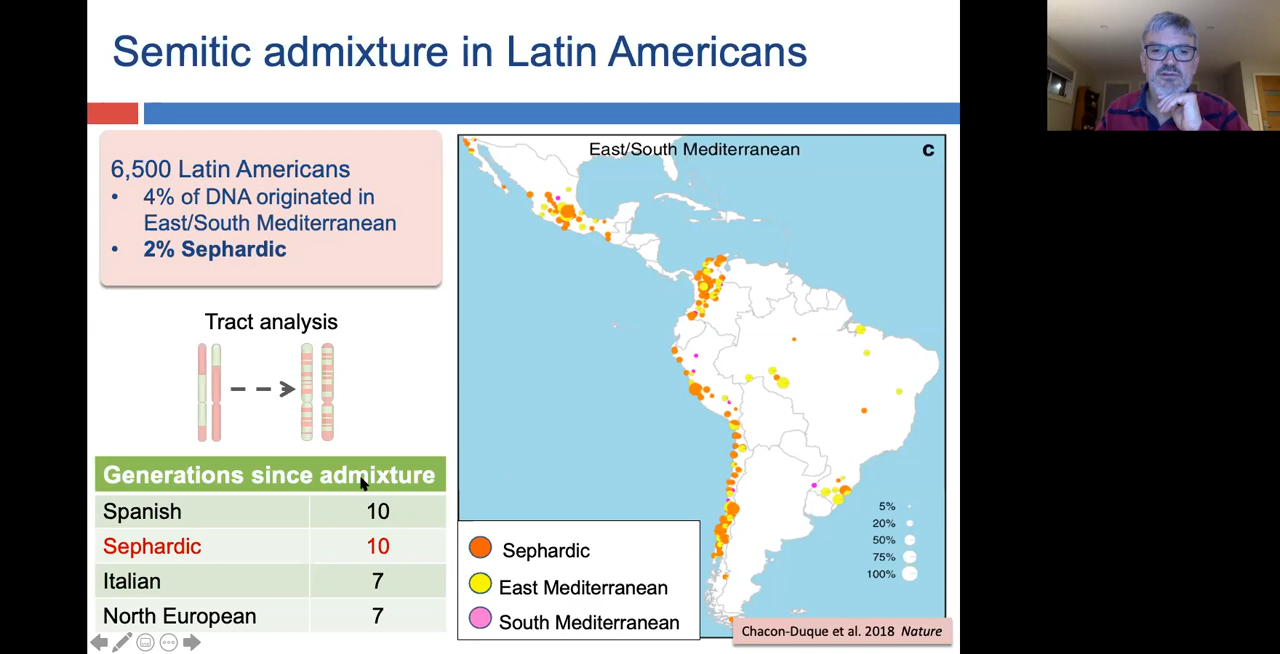 Semitic admixture in Latin Americans
6,500 Latin Americans
• 4% of DNA originated in
East/South Mediterranean
• 2% Sephardic
Tract analysis
Generations since admixture
Spanish 10
Sephardic 10
Italian 7
North European 7
East/South Mediterranean c
5%
20%
50%
75%
100%
Sephardic
East Mediterranean
South Mediterranean
Chacon-Duque et al. 2018 Nature